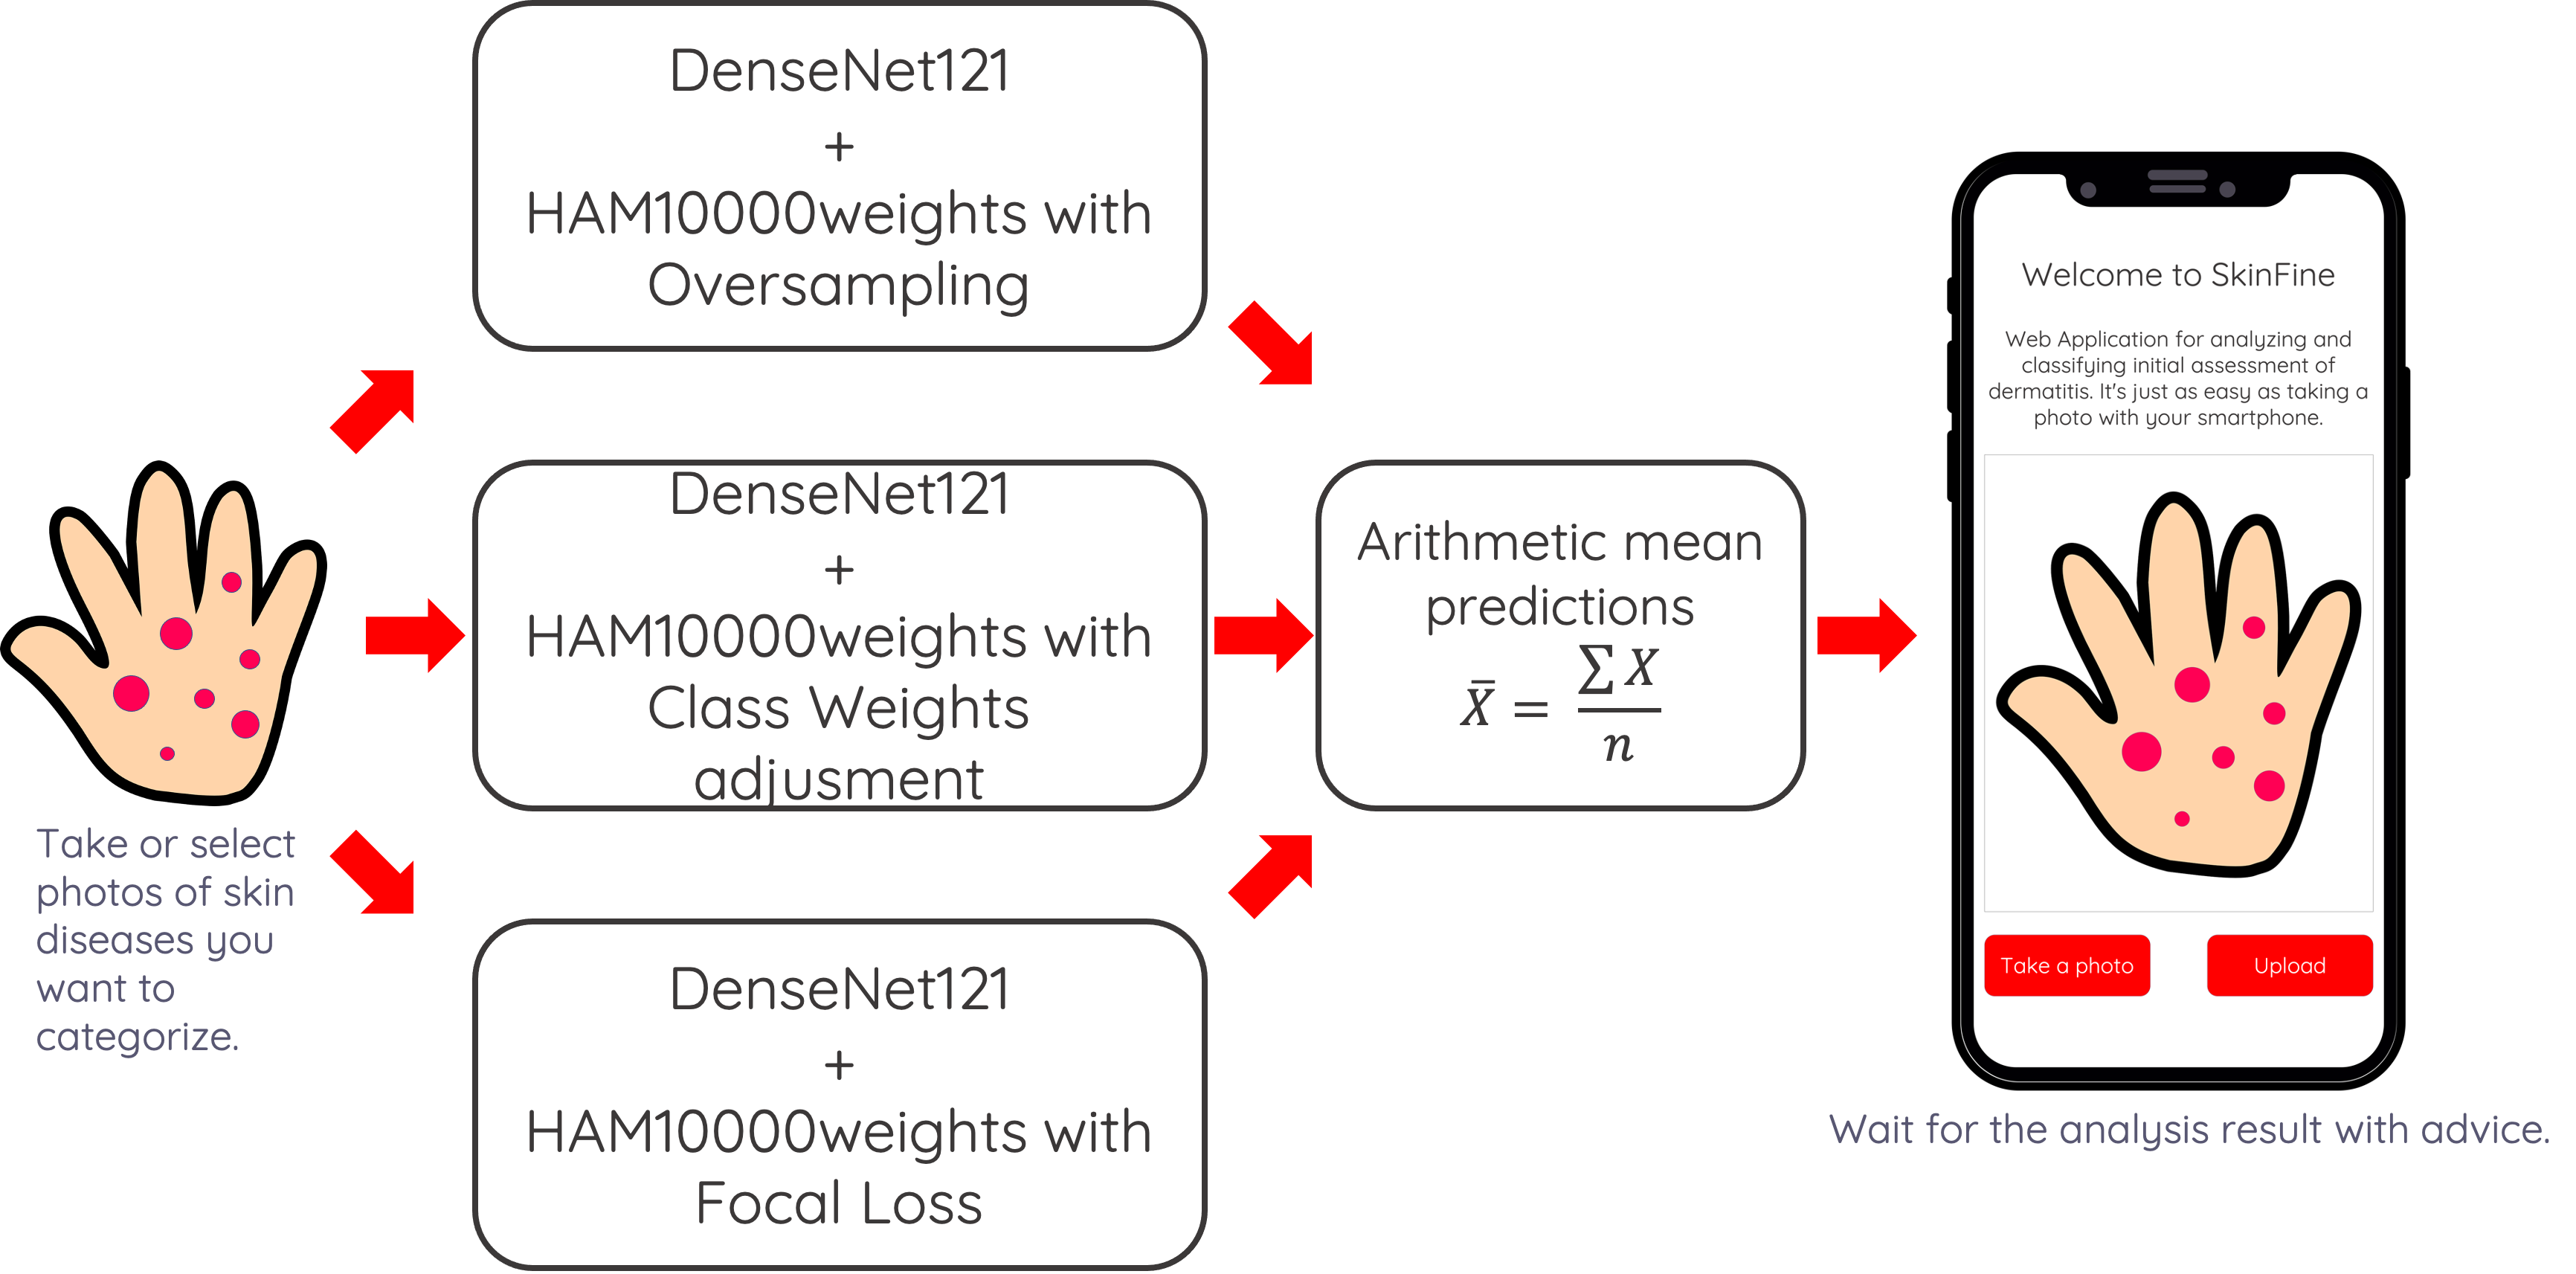 DenseNet121
+
HAM10000weights with
Oversampling
DenseNet121
+
HAM10000weights with
Class Weights
adjusment
DenseNet121
+
HAM10000weights with
Focal Loss
Take or select
photos of skin
diseases you
want to
categorize.
Arithmetic mean
predictions
X̄ = ∑ X / n
Welcome to SkinFine
Web Application for analyzing and
classifying initial assessment of
dermatitis. It's just as easy as taking a
photo with your smartphone.
Take a photo
Upload
Wait for the analysis result with advice.